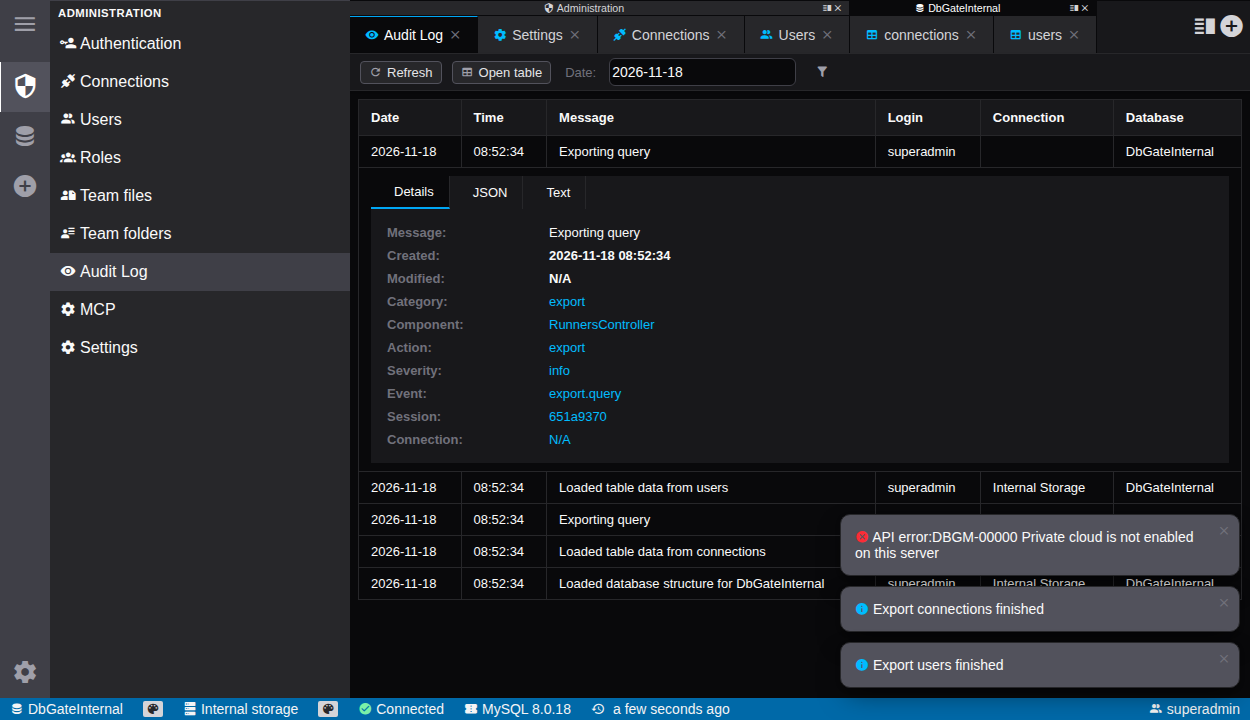 ADMINISTRATION
Authentication
Connections
Users
Roles
Team files
Team folders
Audit Log
MCP
Settings
Administration
DbGateInternal
Audit Log
Settings
Connections
Users
connections
users
Refresh
Open table
Date:
2026-11-18
Date Time Message Login Connection Database
2026-11-18 08:52:34 Exporting query superadmin DbGateInternal
Details JSON Text
Message: Exporting query
Created: 2026-11-18 08:52:34
Modified: N/A
Category: export
Component: RunnersController
Action: export
Severity: info
Event: export.query
Session: 651a9370
Connection: N/A
2026-11-18 08:52:34 Loaded table data from users superadmin Internal Storage DbGateInternal
2026-11-18 08:52:34 Exporting query
2026-11-18 08:52:34 Loaded table data from connections
2026-11-18 08:52:34 Loaded database structure for DbGateInternal superadmin Internal Storage DbGateInternal
API error:DBGM-00000 Private cloud is not enabled
on this server
Export connections finished
Export users finished
DbGateInternal Internal storage Connected MySQL 8.0.18 a few seconds ago superadmin